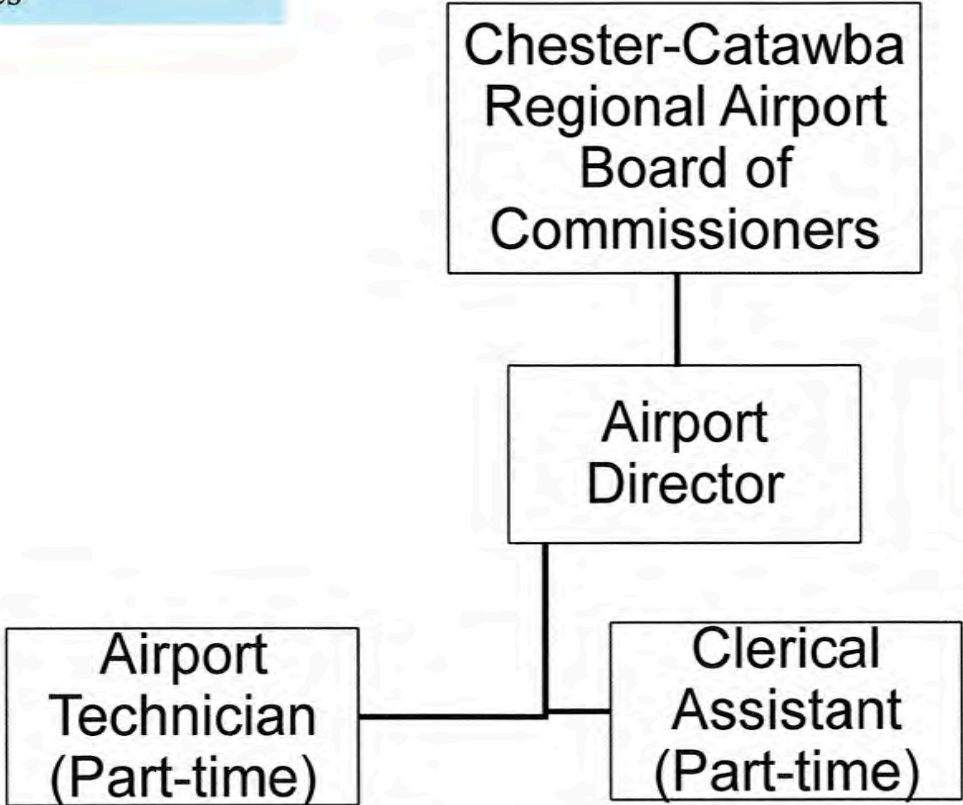 Chester-Catawba
Regional Airport
Board of
Commissioners
Airport
Director
Airport
Technician
(Part-time)
Clerical
Assistant
(Part-time)